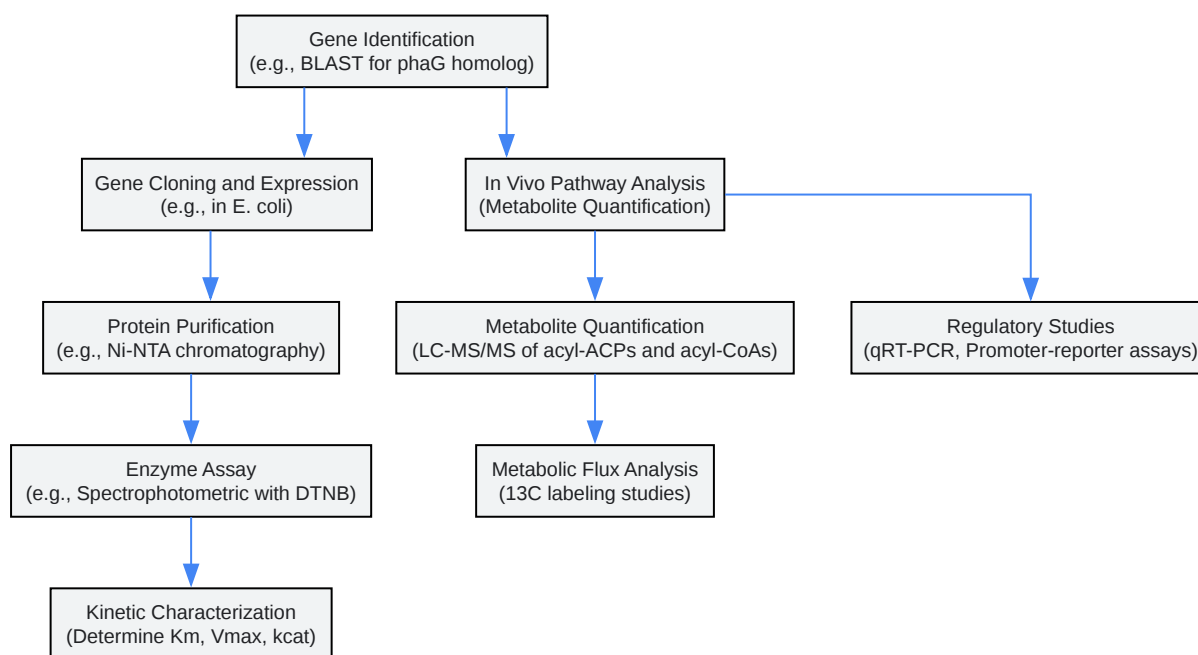 Gene Identification
(e.g., BLAST for phaG homolog)
Gene Cloning and Expression
(e.g., in E. coli)
In Vivo Pathway Analysis
(Metabolite Quantification)
Protein Purification
(e.g., Ni-NTA chromatography)
Metabolite Quantification
(LC-MS/MS of acyl-ACPs and acyl-CoAs)
Regulatory Studies
(qRT-PCR, Promoter-reporter assays)
Enzyme Assay
(e.g., Spectrophotometric with DTNB)
Metabolic Flux Analysis
(13C labeling studies)
Kinetic Characterization
(Determine Km, Vmax, kcat)